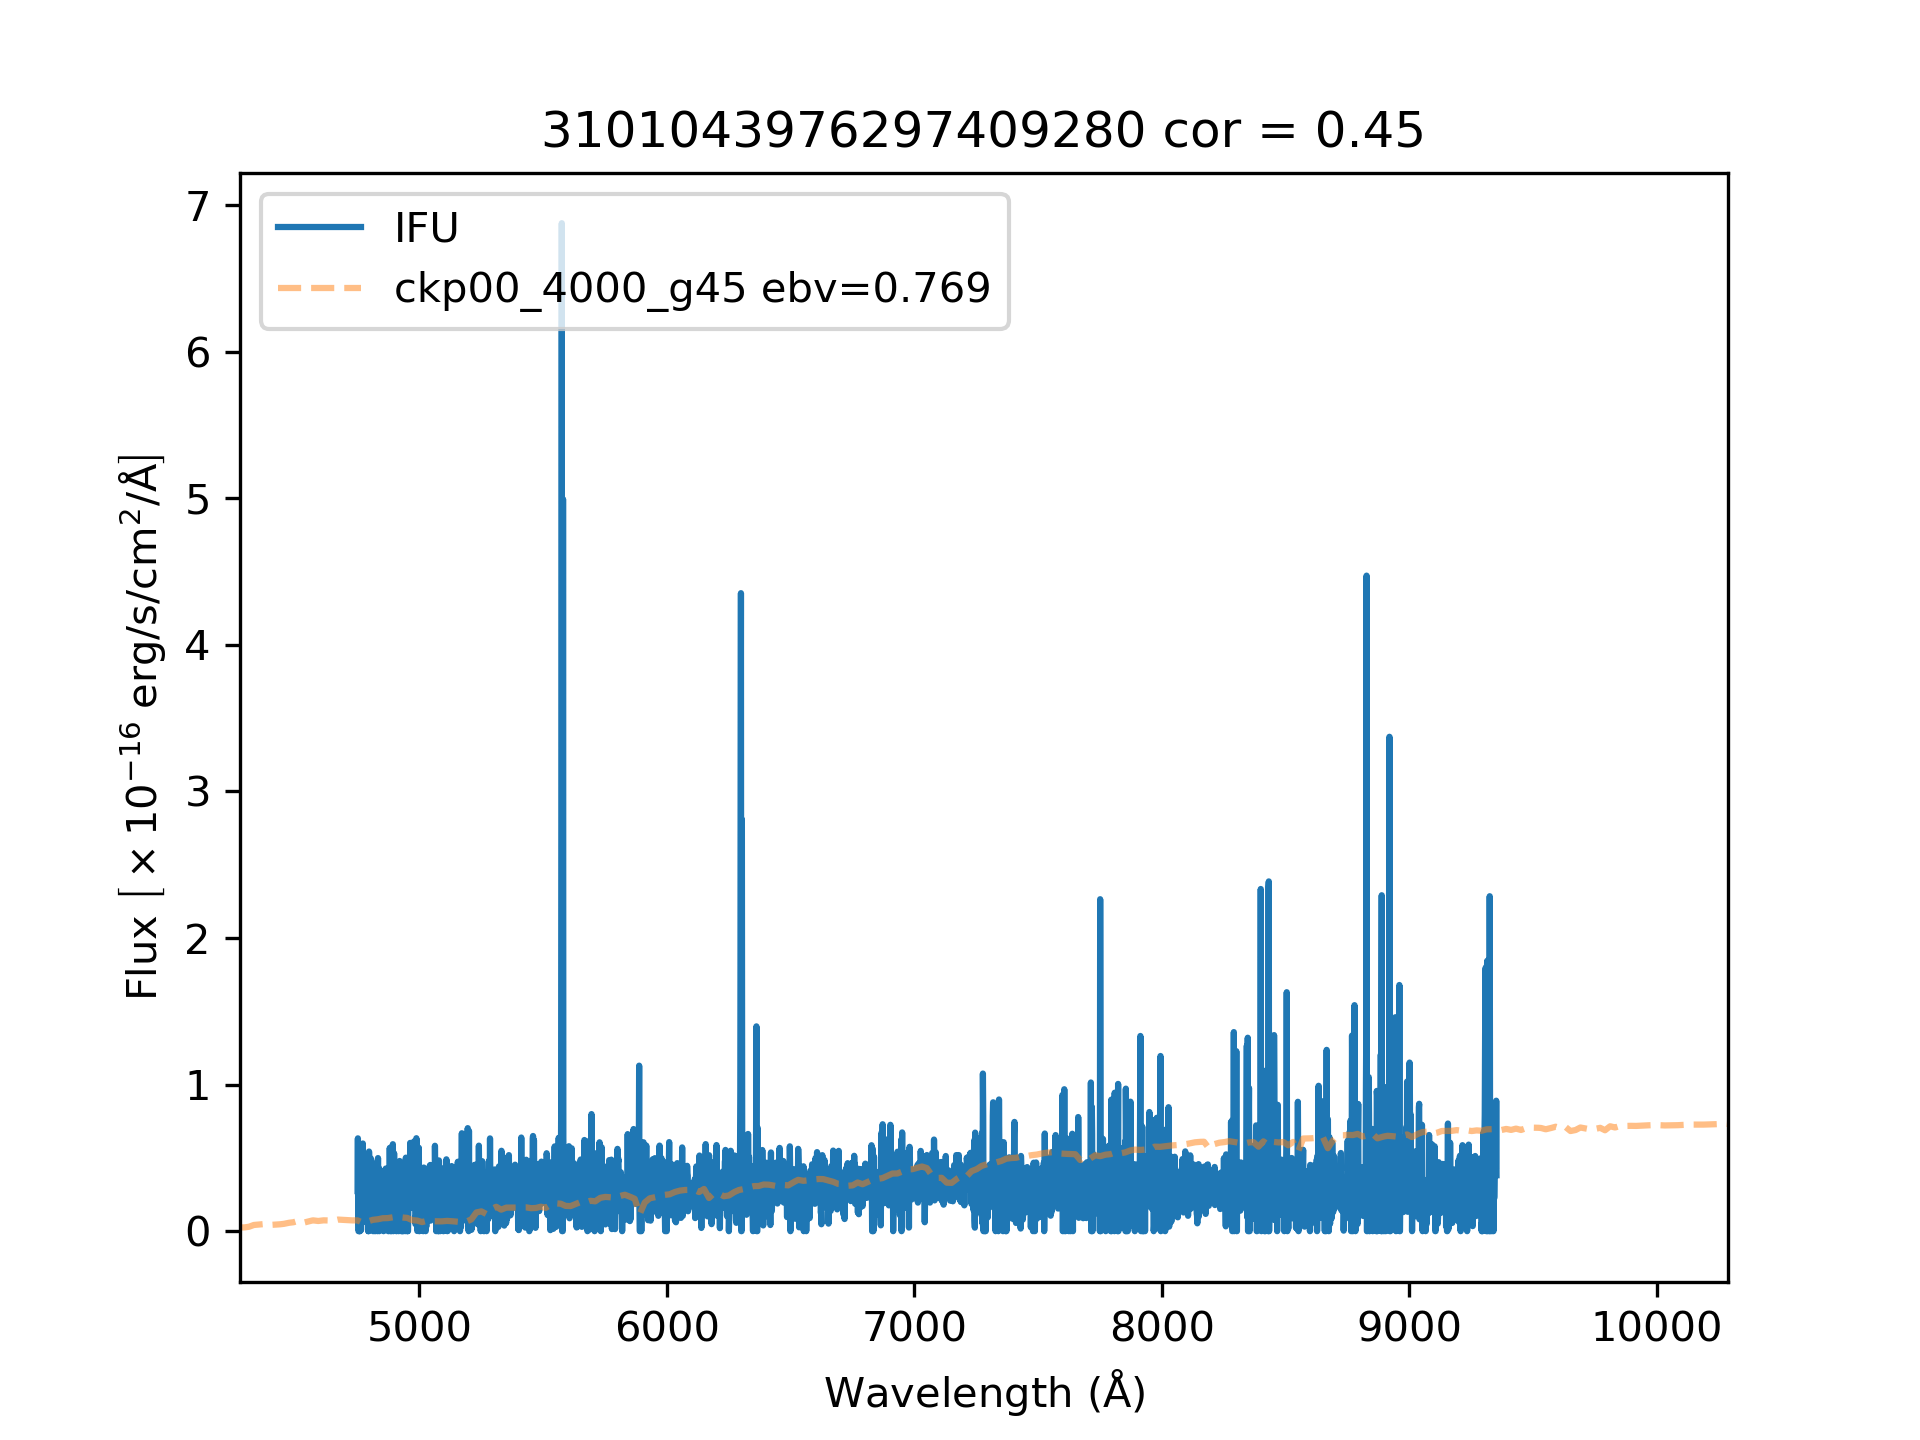 3101043976297409280 cor = 0.45
IFU
ckp00_4000_g45 ebv=0.769
7
6
5
4
3
2
1
0
Flux [× 10⁻¹⁶ erg/s/cm²/Å]
5000 6000 7000 8000 9000 10000
Wavelength (Å)